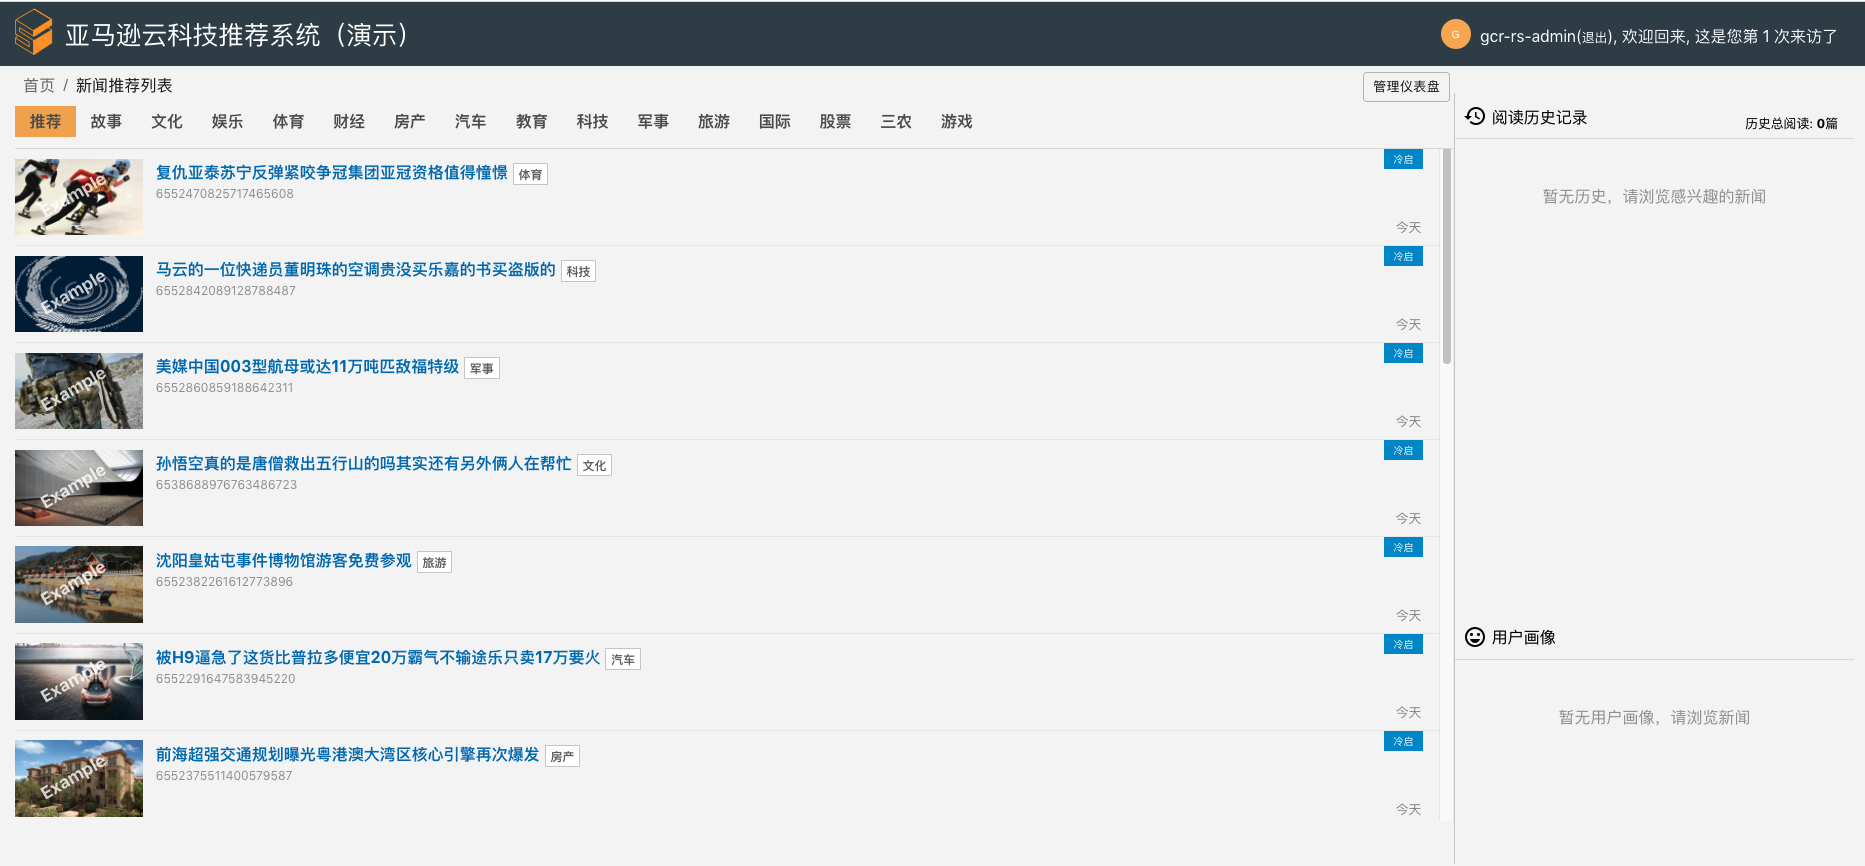 亚马逊云科技推荐系统（演示）
G gcr-rs-admin(退出), 欢迎回来, 这是您第 1 次来访了
首页 / 新闻推荐列表
管理仪表盘
推荐 故事 文化 娱乐 体育 财经 房产 汽车 教育 科技 军事 旅游 国际 股票 三农 游戏
Example
复仇亚泰苏宁反弹紧咬争冠集团亚冠资格值得憧憬 体育
冷启
6552470825717465608
今天
Example
马云的一位快递员董明珠的空调贵没买乐嘉的书买盗版的 科技
冷启
6552842089128788487
今天
Example
美媒中国003型航母或达11万吨匹敌福特级 军事
冷启
6552860859188642311
今天
Example
孙悟空真的是唐僧救出五行山的吗其实还有另外俩人在帮忙 文化
冷启
6538688976763486723
今天
Example
沈阳皇姑屯事件博物馆游客免费参观 旅游
冷启
6552382261612773896
今天
Example
被H9逼急了这货比普拉多便宜20万霸气不输途乐只卖17万要火 汽车
冷启
6552291647583945220
今天
Example
前海超强交通规划曝光粤港澳大湾区核心引擎再次爆发 房产
冷启
6552375511400579587
今天
阅读历史记录
历史总阅读: 0篇
暂无历史，请浏览感兴趣的新闻
用户画像
暂无用户画像，请浏览新闻